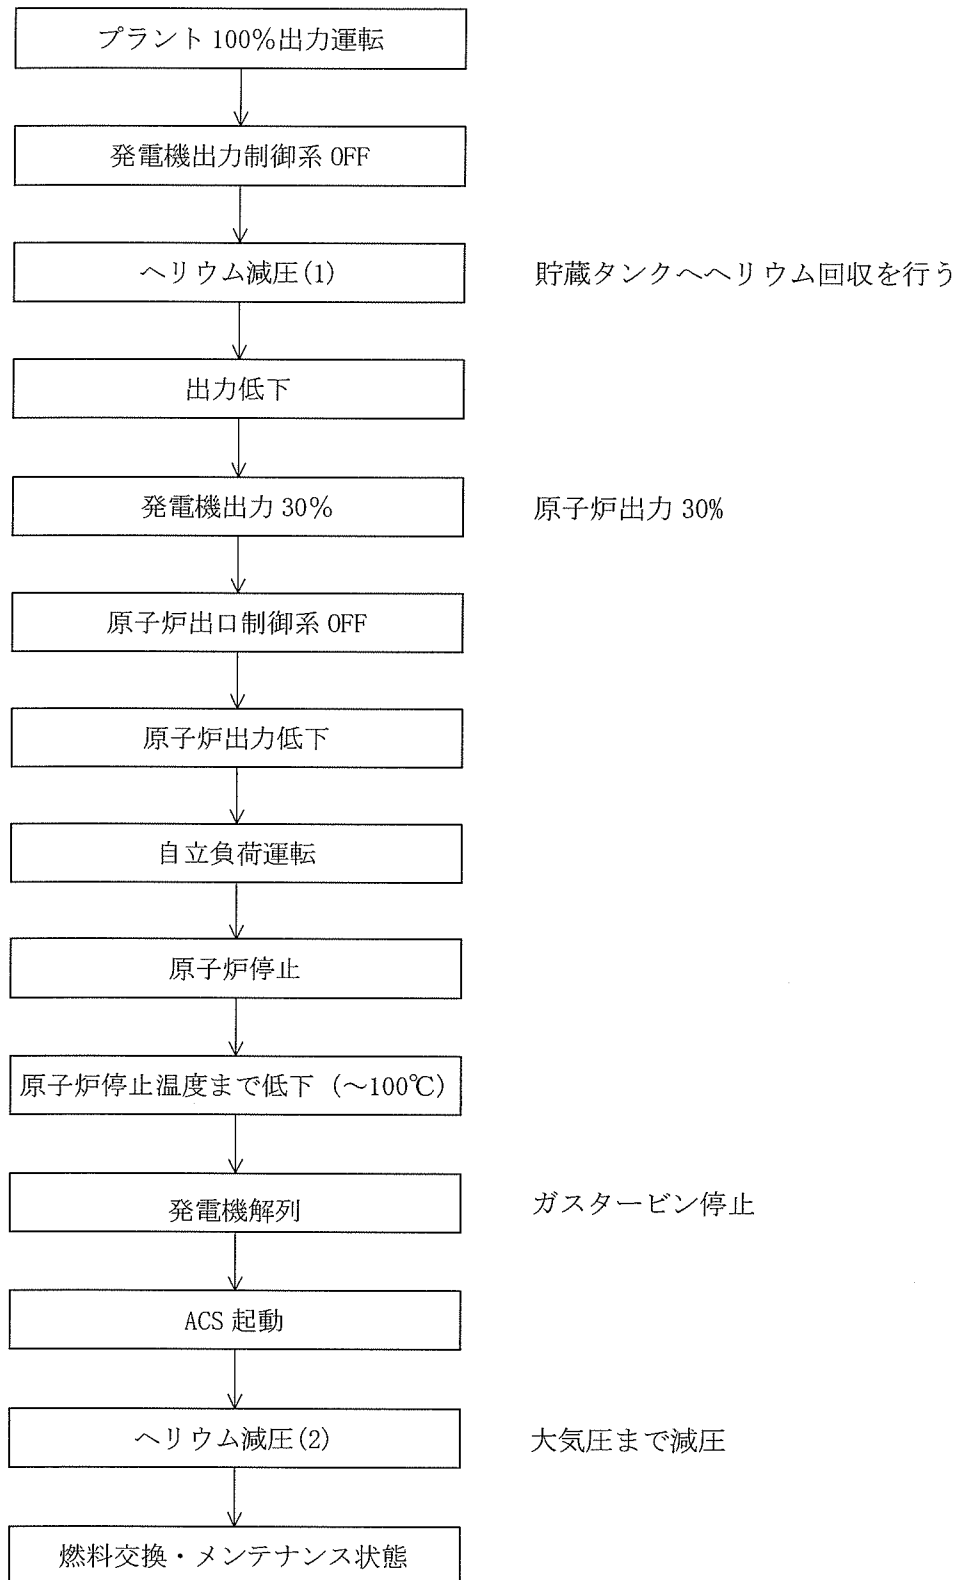 プラント 100%出力運転
発電機出力制御系 OFF
ヘリウム減圧(1)
貯蔵タンクへヘリウム回収を行う
出力低下
発電機出力 30%
原子炉出力 30%
原子炉出口制御系 OFF
原子炉出力低下
自立負荷運転
原子炉停止
原子炉停止温度まで低下 (～100℃)
発電機解列
ガスタービン停止
ACS 起動
ヘリウム減圧(2)
大気圧まで減圧
燃料交換・メンテナンス状態